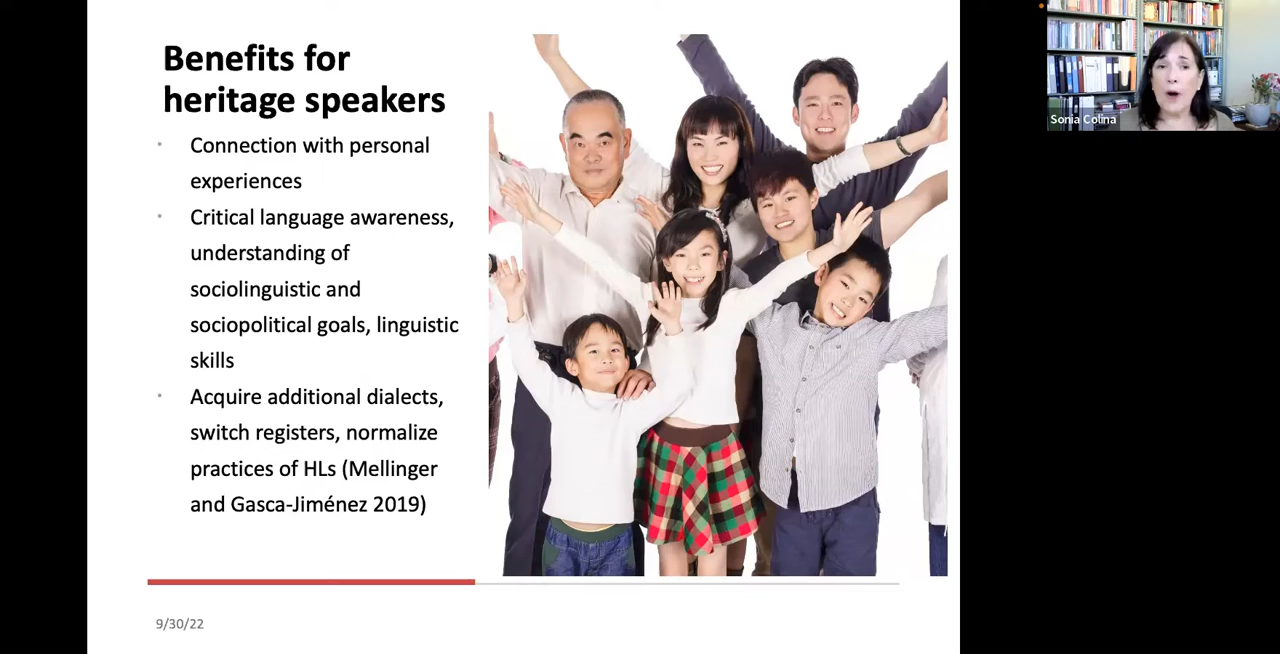 Benefits for
heritage speakers
• Connection with personal
experiences
• Critical language awareness,
understanding of
sociolinguistic and
sociopolitical goals, linguistic
skills
• Acquire additional dialects,
switch registers, normalize
practices of HLs (Mellinger
and Gasca-Jiménez 2019)
9/30/22
Sonia Colina